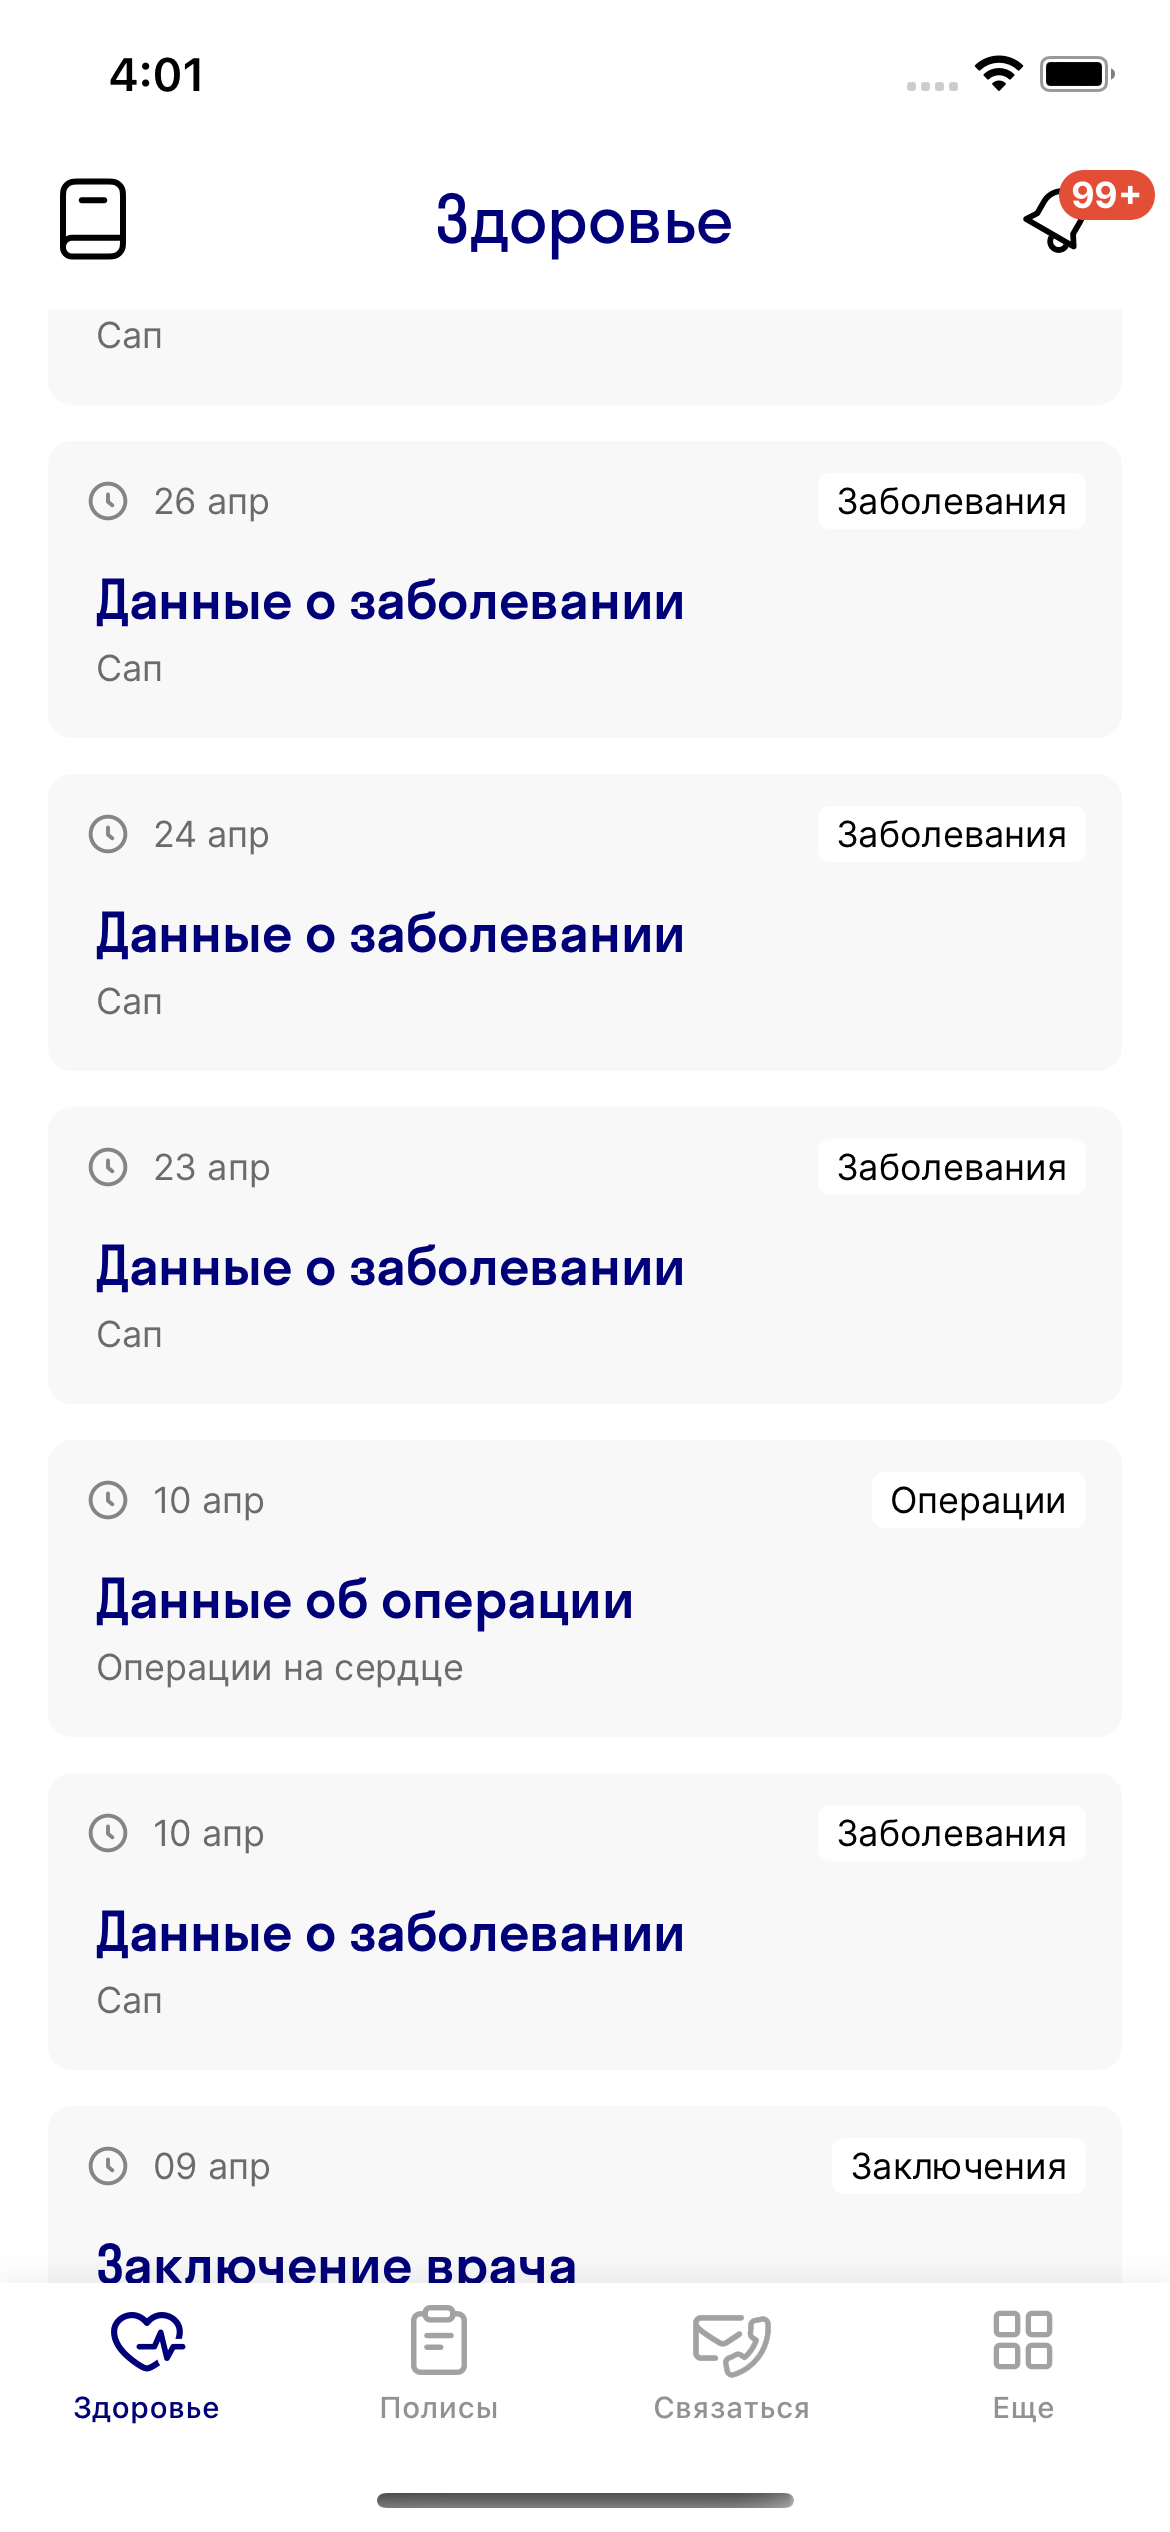 4:01
Здоровье
99+
Сап
26 апр
Заболевания
Данные о заболевании
Сап
24 апр
Заболевания
Данные о заболевании
Сап
23 апр
Заболевания
Данные о заболевании
Сап
10 апр
Операции
Данные об операции
Операции на сердце
10 апр
Заболевания
Данные о заболевании
Сап
09 апр
Заключения
Заключение врача
Здоровье
Полисы
Связаться
Еще